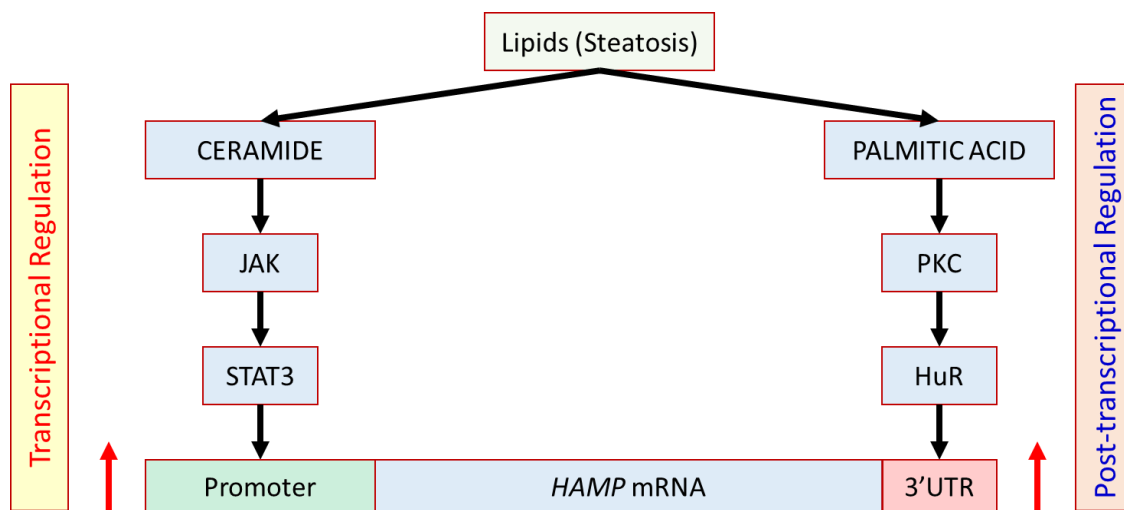 Lipids (Steatosis)
Transcriptional Regulation
CERAMIDE
PALMITIC ACID
Post-transcriptional Regulation
JAK
PKC
STAT3
HuR
Promoter
HAMP mRNA
3’UTR